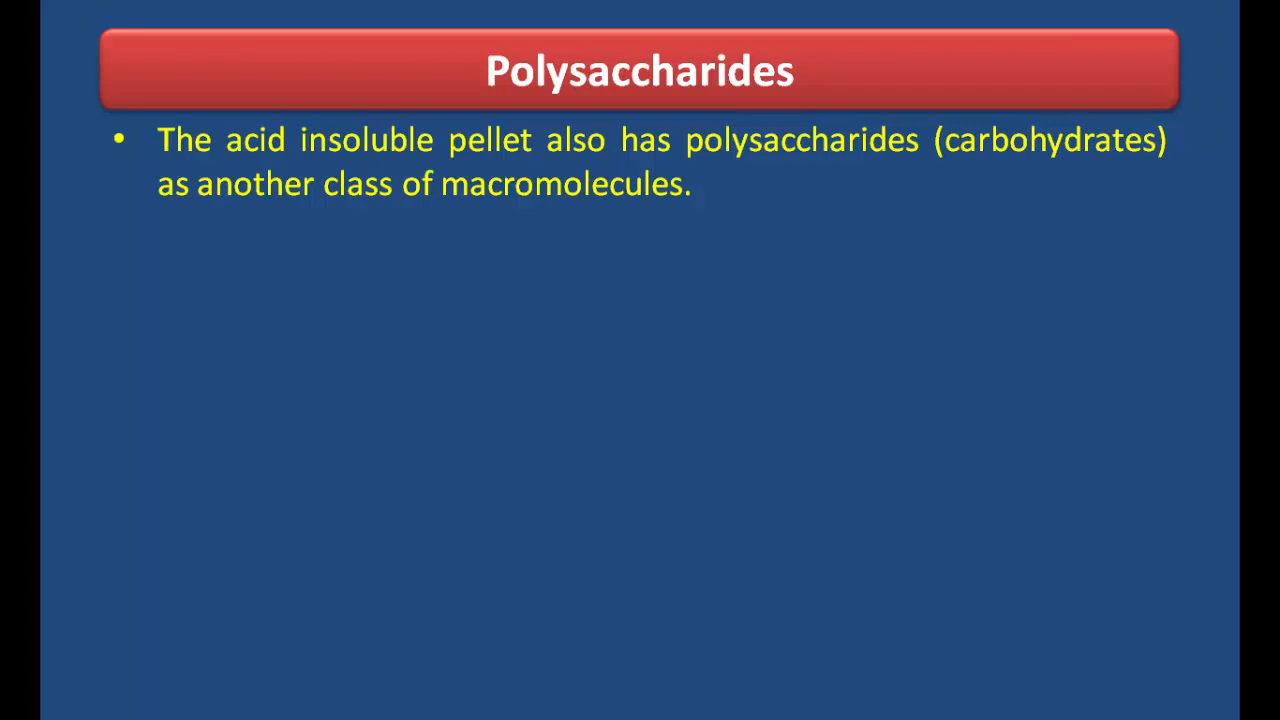 Polysaccharides
• The acid insoluble pellet also has polysaccharides (carbohydrates)
as another class of macromolecules.